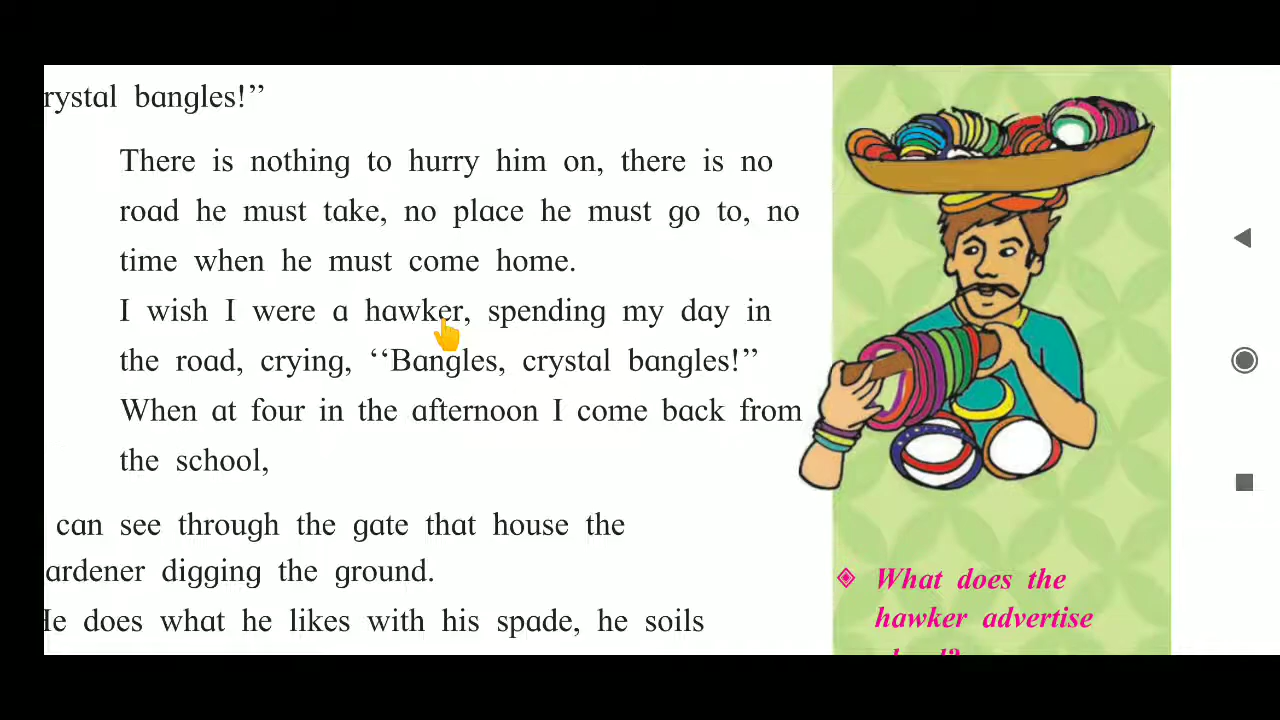 rystal bangles!’’
There is nothing to hurry him on, there is no
road he must take, no place he must go to, no
time when he must come home.
I wish I were a hawker, spending my day in
the road, crying, ‘‘Bangles, crystal bangles!’’
When at four in the afternoon I come back from
the school,
can see through the gate that house the
ardener digging the ground.
He does what he likes with his spade, he soils
What does the
hawker advertise